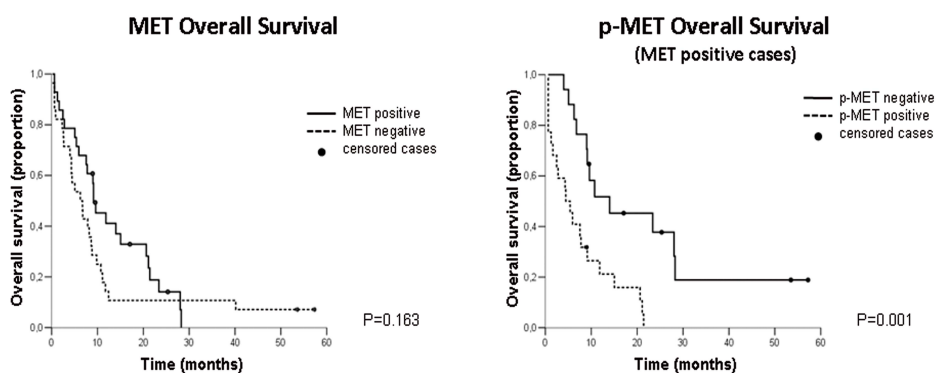 MET Overall Survival
Overall survival (proportion)
1,0
0,8
0,6
0,4
0,2
0,0
0
10
20
30
40
50
60
Time (months)
MET positive
MET negative
censored cases
P=0.163
p-MET Overall Survival
(MET positive cases)
Overall survival (proportion)
1,0
0,8
0,6
0,4
0,2
0,0
0
10
20
30
40
50
60
Time (months)
p-MET negative
p-MET positive
censored cases
P=0.001